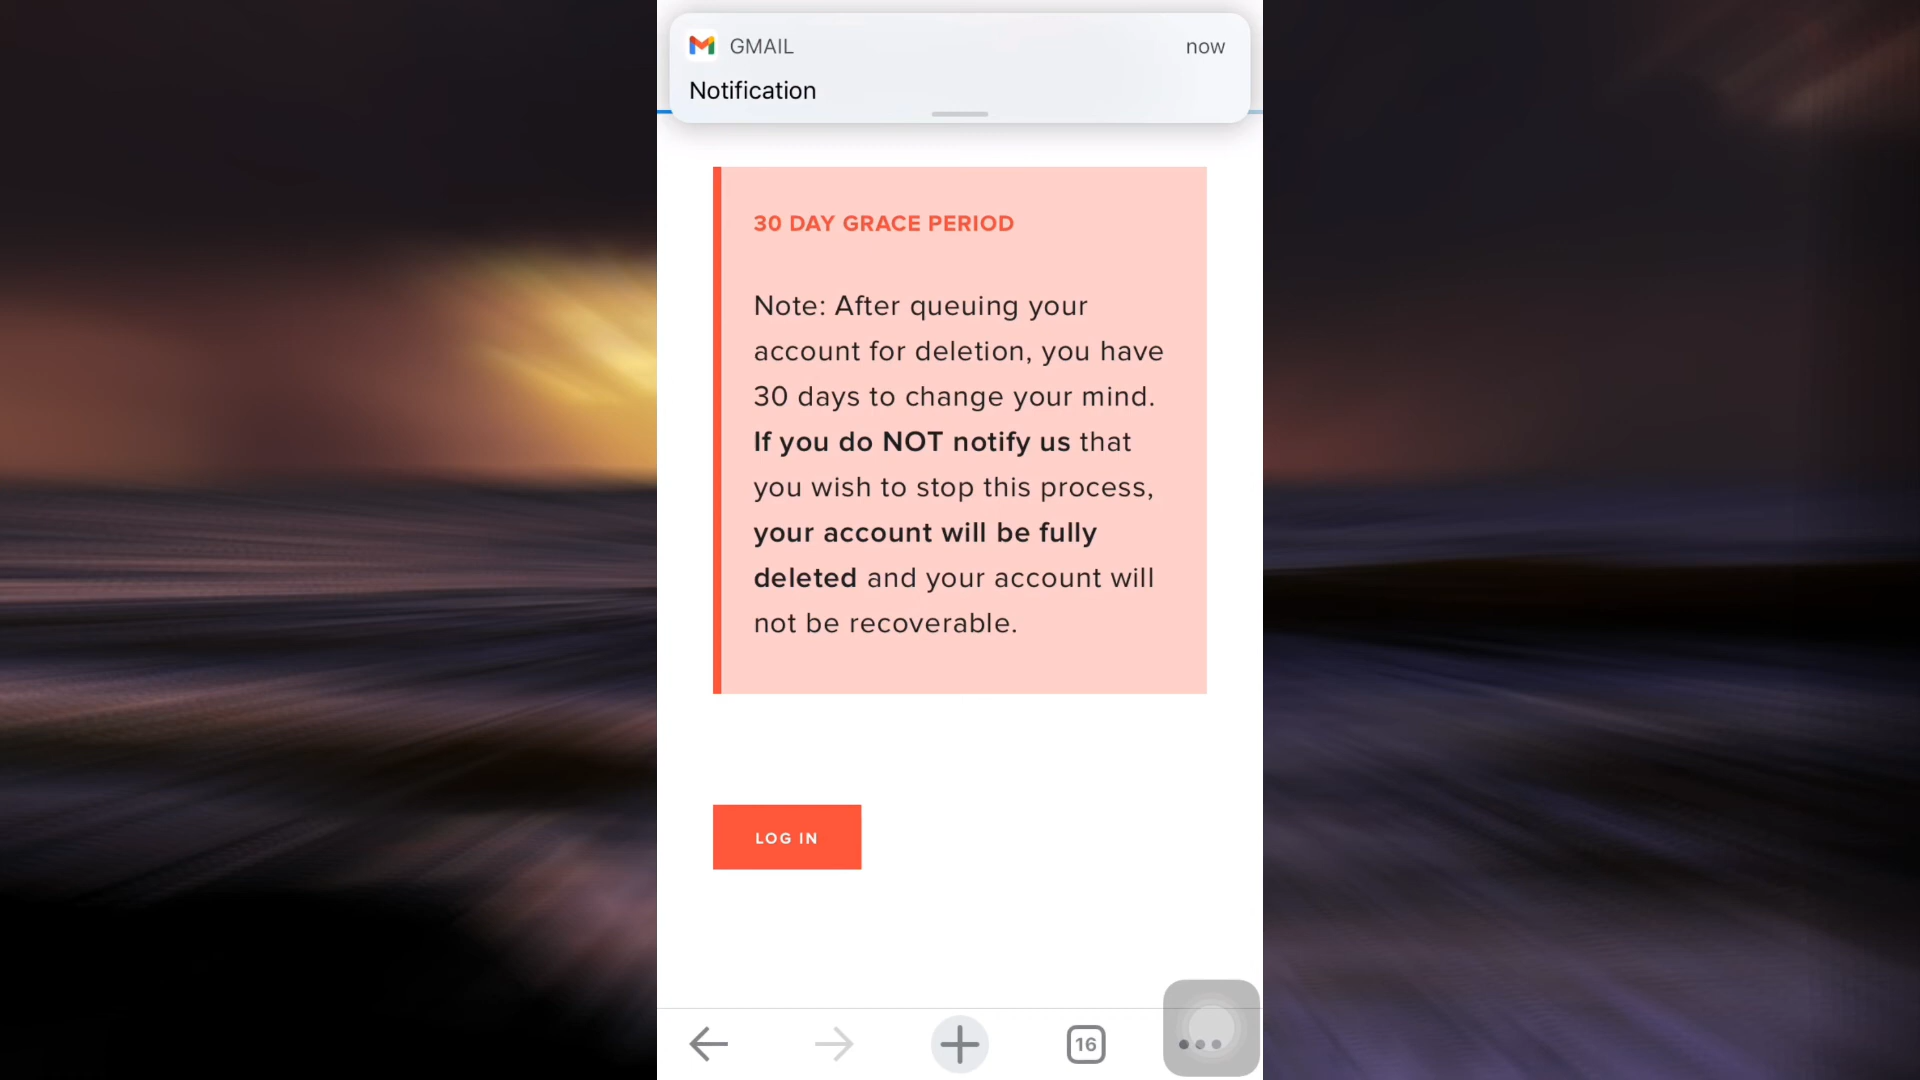 GMAIL
now
Notification
30 DAY GRACE PERIOD
Note: After queuing your
account for deletion, you have
30 days to change your mind.
If you do NOT notify us that
you wish to stop this process,
your account will be fully
deleted and your account will
not be recoverable.
LOG IN
16